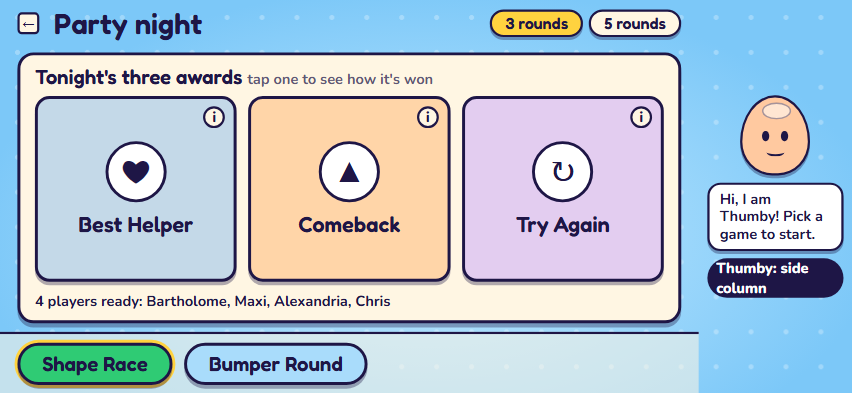 ←
Party night
3 rounds
5 rounds
Tonight's three awards tap one to see how it's won
i
i
i
Best Helper
Comeback
Try Again
4 players ready: Bartholome, Maxi, Alexandria, Chris
Shape Race
Bumper Round
Hi, I am
Thumby! Pick a
game to start.
Thumby: side
column